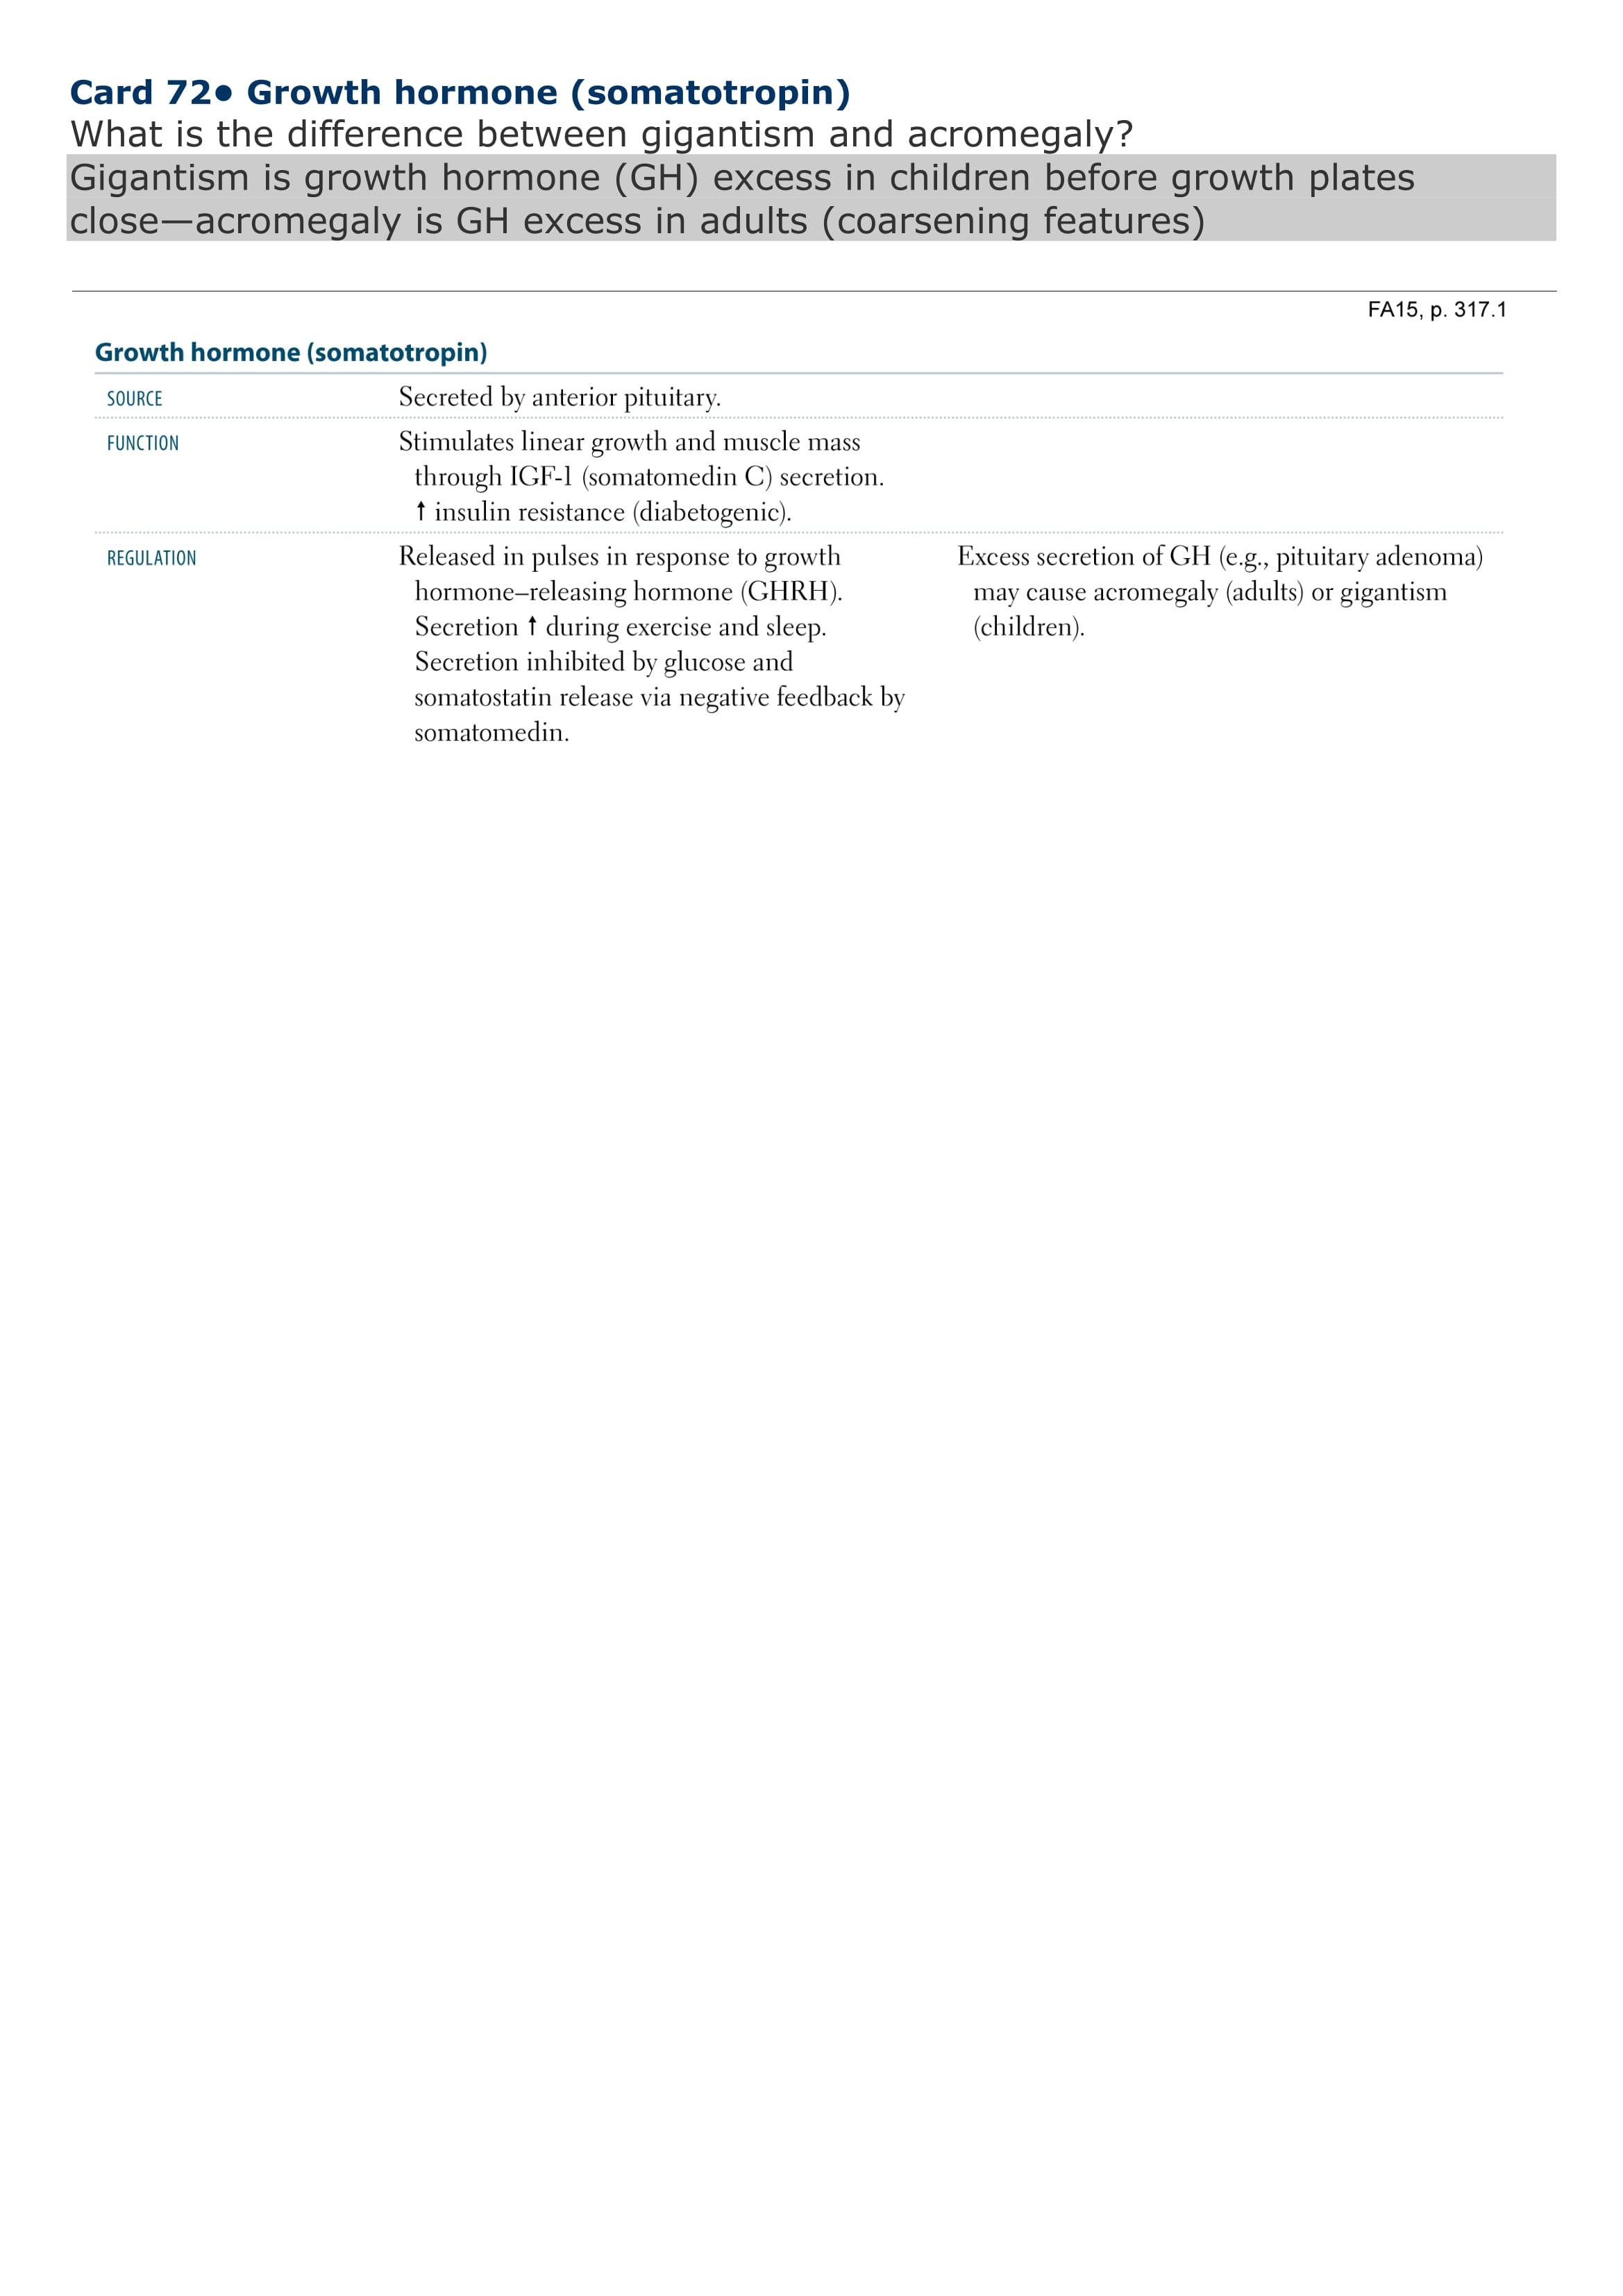 Card 72● Growth hormone (somatotropin)
What is the difference between gigantism and acromegaly?
Gigantism is growth hormone (GH) excess in children before growth plates
close—acromegaly is GH excess in adults (coarsening features)
FA15, p. 317.1
Growth hormone (somatotropin)
SOURCE
Secreted by anterior pituitary.
FUNCTION
Stimulates linear growth and muscle mass
through IGF-1 (somatomedin C) secretion.
↑ insulin resistance (diabetogenic).
REGULATION
Released in pulses in response to growth
hormone–releasing hormone (GHRH).
Secretion ↑ during exercise and sleep.
Secretion inhibited by glucose and
somatostatin release via negative feedback by
somatomedin.
Excess secretion of GH (e.g., pituitary adenoma)
may cause acromegaly (adults) or gigantism
(children).